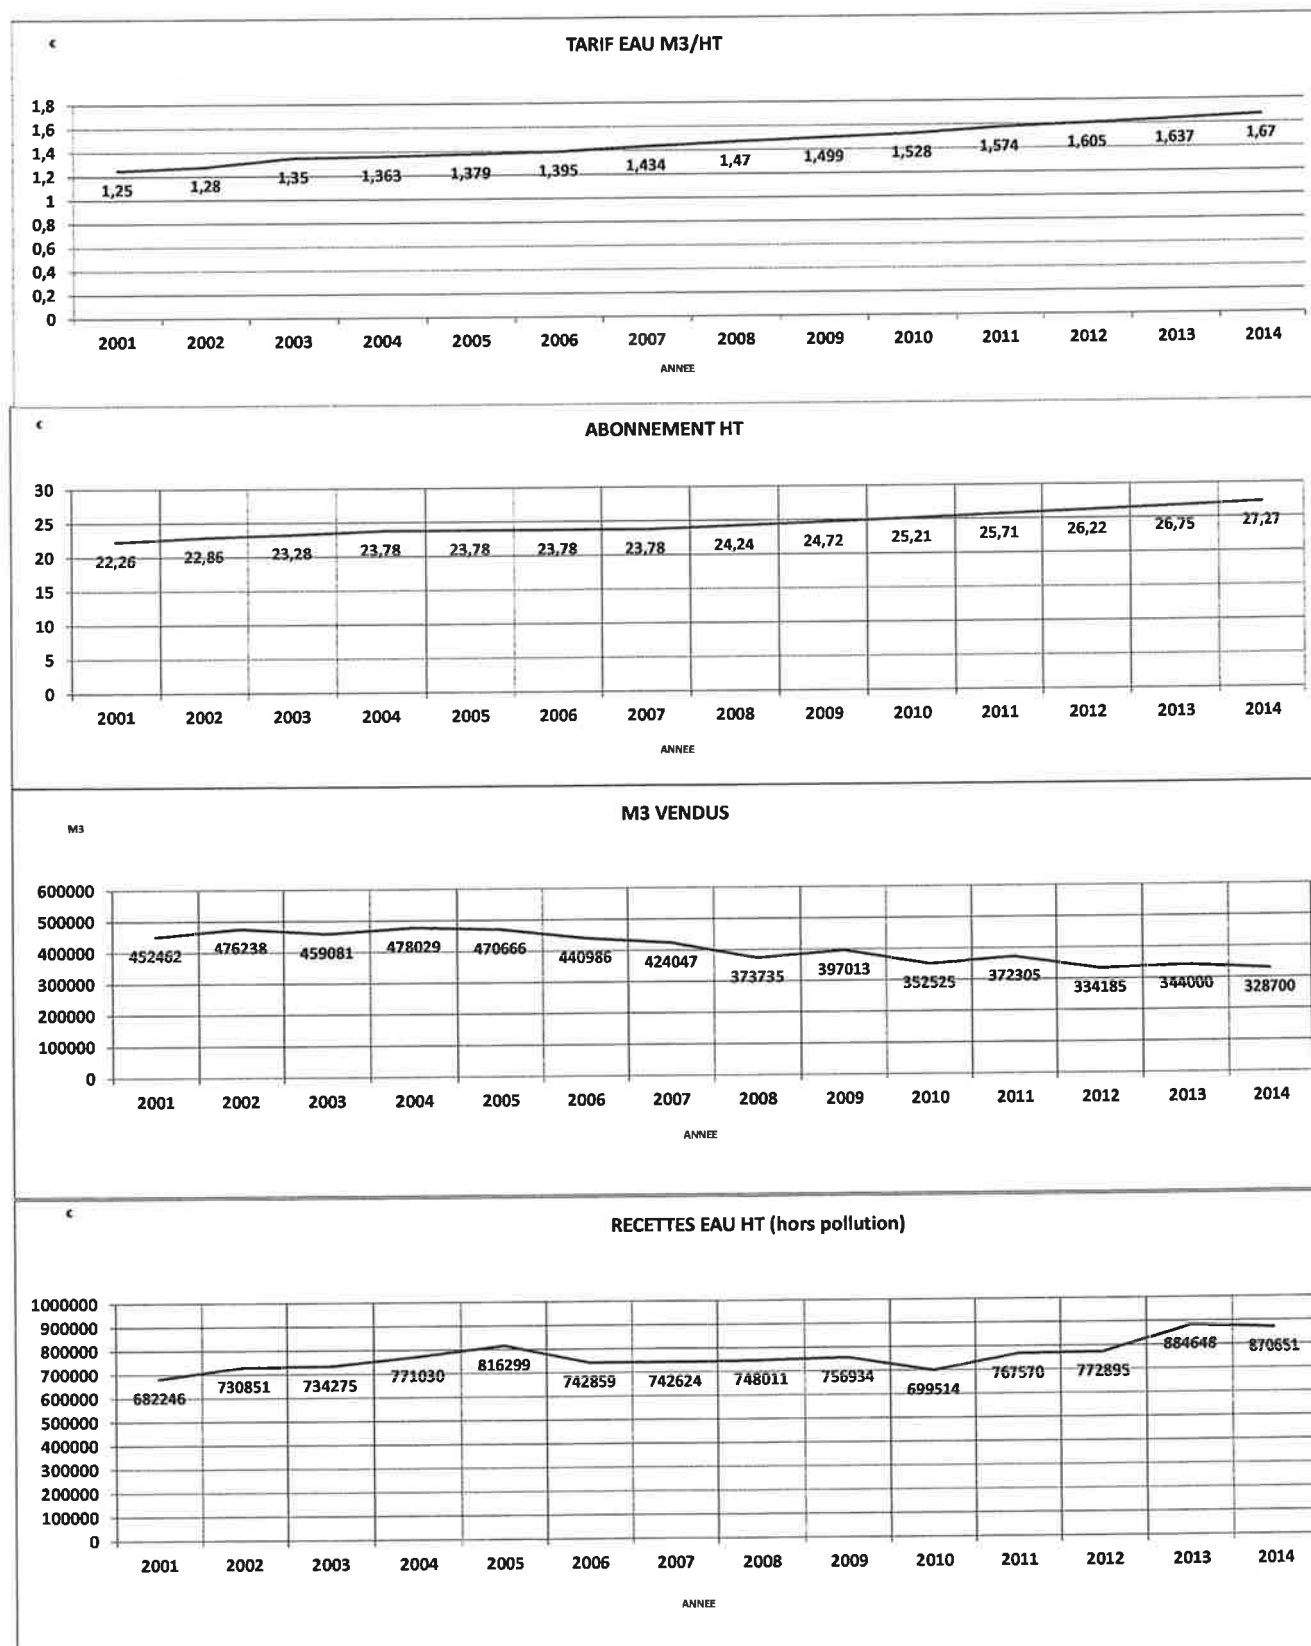 €
TARIF EAU M3/HT
1,8
1,6
1,4
1,2
1
0,8
0,6
0,4
0,2
0
1,25 1,28 1,35 1,363 1,379 1,395 1,434 1,47 1,499 1,528 1,574 1,605 1,637 1,67
2001 2002 2003 2004 2005 2006 2007 2008 2009 2010 2011 2012 2013 2014
ANNEE
€
ABONNEMENT HT
30
25
20
15
10
5
0
22,26 22,86 23,28 23,78 23,78 23,78 23,78 24,24 24,72 25,21 25,71 26,22 26,75 27,27
2001 2002 2003 2004 2005 2006 2007 2008 2009 2010 2011 2012 2013 2014
ANNEE
M3 VENDUS
M3
600000
500000
400000
300000
200000
100000
0
452462 476238 459081 478029 470666 440986 424047 373735 397013 352525 372305 334185 344000 328700
2001 2002 2003 2004 2005 2006 2007 2008 2009 2010 2011 2012 2013 2014
ANNEE
€
RECETTES EAU HT (hors pollution)
1000000
900000
800000
700000
600000
500000
400000
300000
200000
100000
0
682246 730851 734275 771030 816299 742859 742624 748011 756934 699514 767570 772895 884648 870651
2001 2002 2003 2004 2005 2006 2007 2008 2009 2010 2011 2012 2013 2014
ANNEE